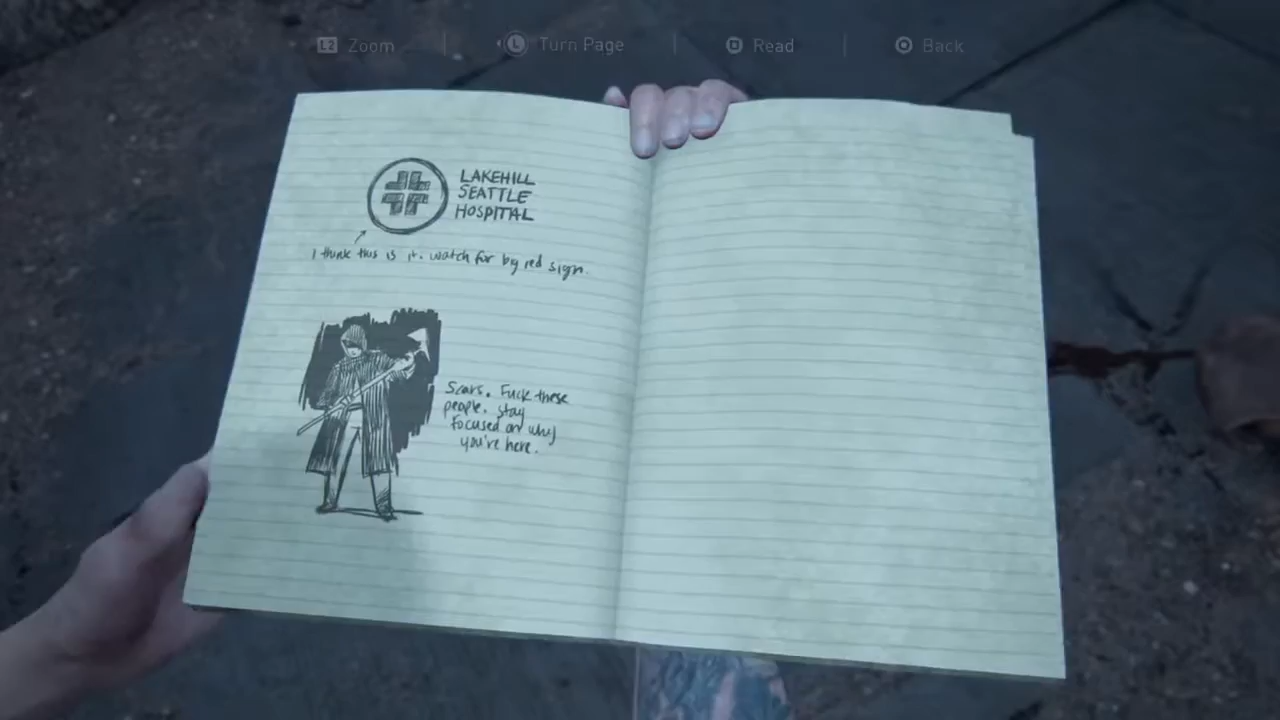 L2 Zoom
L Turn Page
Read
Back
LAKEHILL
SEATTLE
HOSPITAL
I think this is it. watch for big red sign.
Scars. Fuck these
people. Stay
focused on why
you're here.